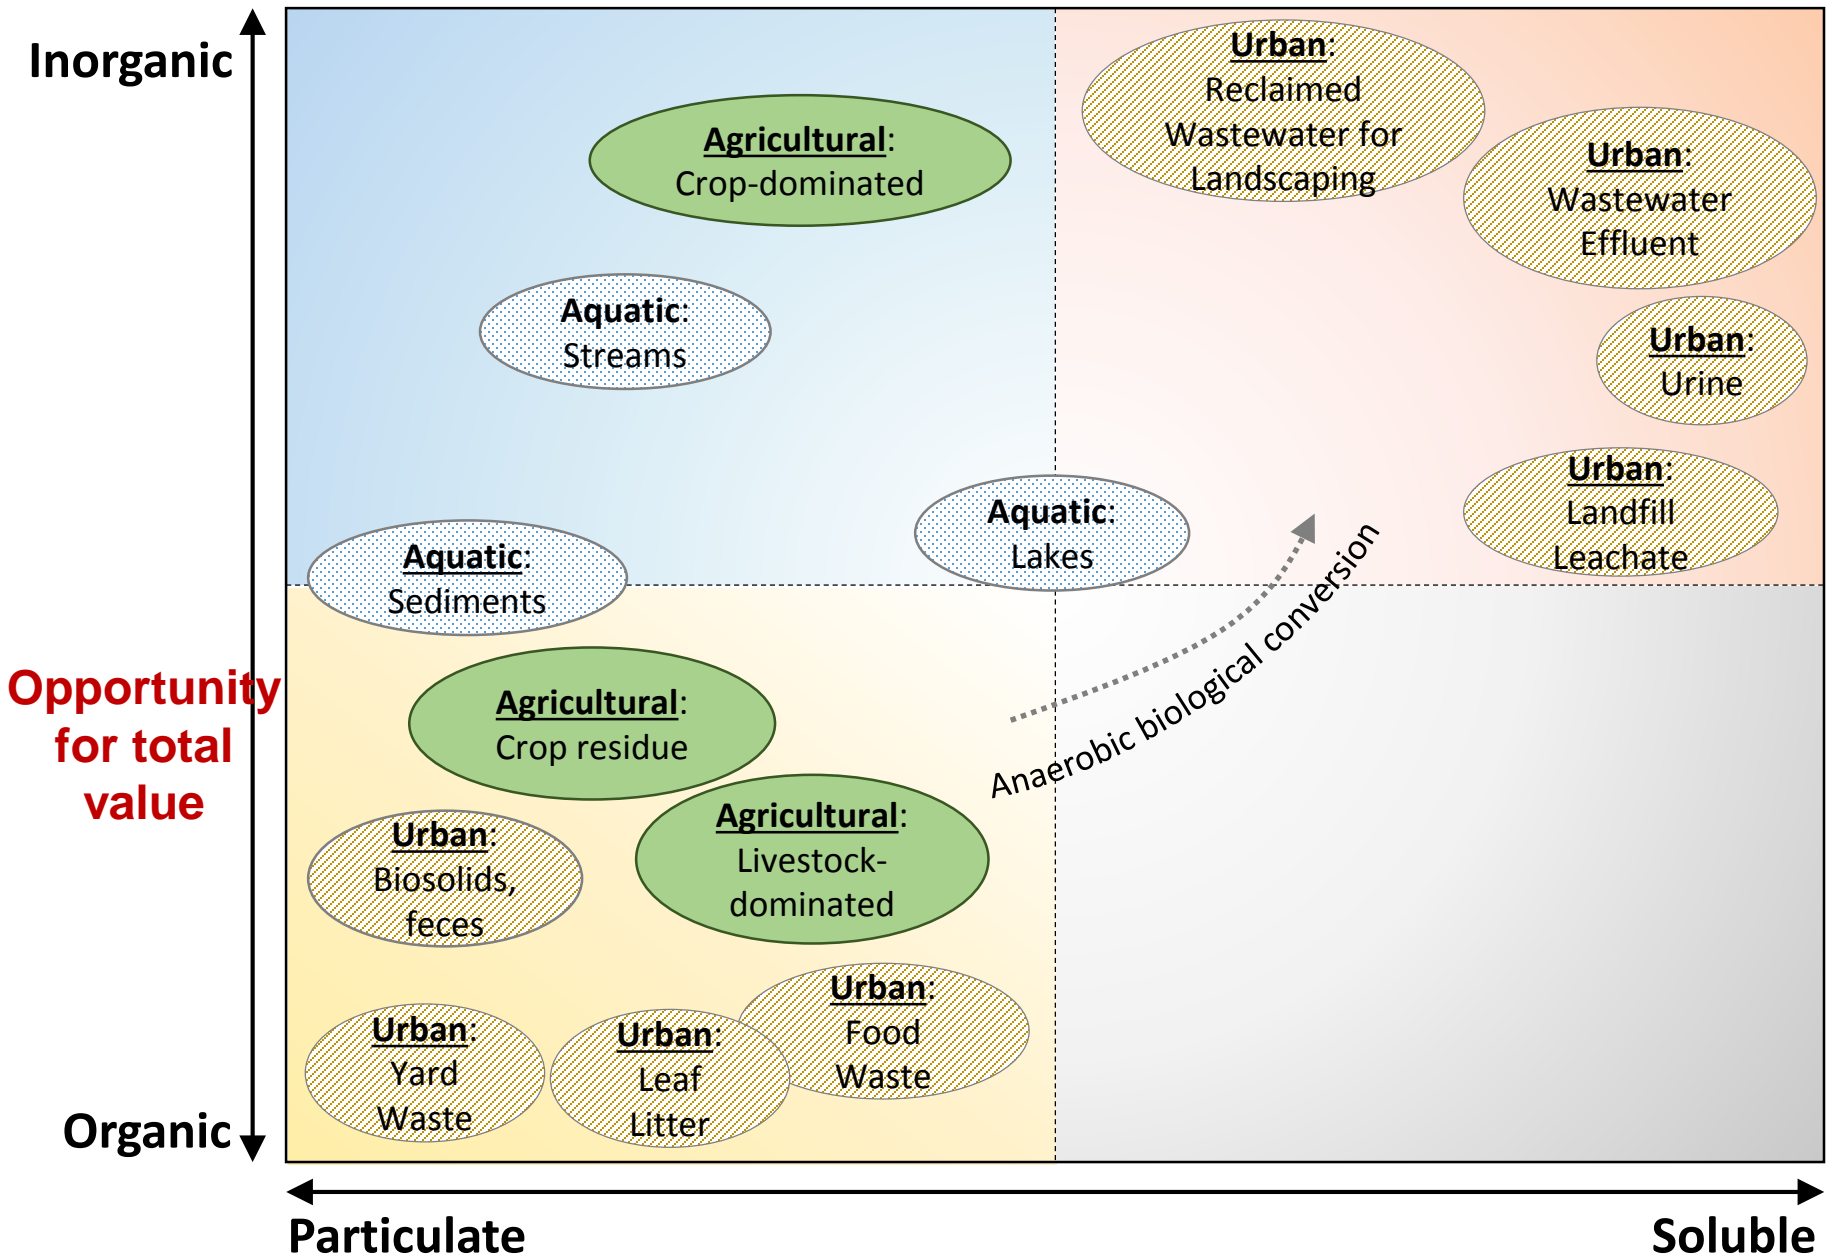 Inorganic
Urban:
Reclaimed
Wastewater for
Landscaping
Agricultural:
Crop-dominated
Urban:
Wastewater
Effluent
Aquatic:
Streams
Urban:
Urine
Urban:
Landfill
Leachate
Aquatic:
Lakes
Aquatic:
Sediments
Anaerobic biological conversion
Opportunity
for total
value
Agricultural:
Crop residue
Agricultural:
Livestock-
dominated
Urban:
Biosolids,
feces
Urban:
Food
Waste
Urban:
Yard
Waste
Urban:
Leaf
Litter
Organic
Particulate
Soluble